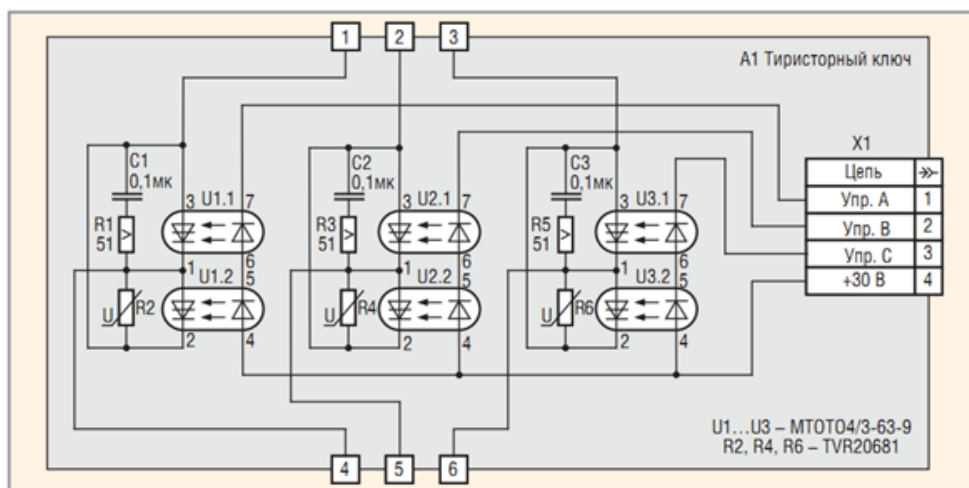 1 2 3
А1 Тиристорный ключ
X1
Цепь
Упр. А 1
Упр. В 2
Упр. С 3
+30 В 4
C1
0,1мк
U1.1
3 7
R1
51
1 6
U1.2 5
U R2
2 4
C2
0,1мк
U2.1
3 7
R3
51
1 6
U2.2 5
U R4
2 4
C3
0,1мк
U3.1
3 7
R5
51
1 6
U3.2 5
U R6
2 4
U1...U3 – МТОТО4/3-63-9
R2, R4, R6 – TVR20681
4 5 6